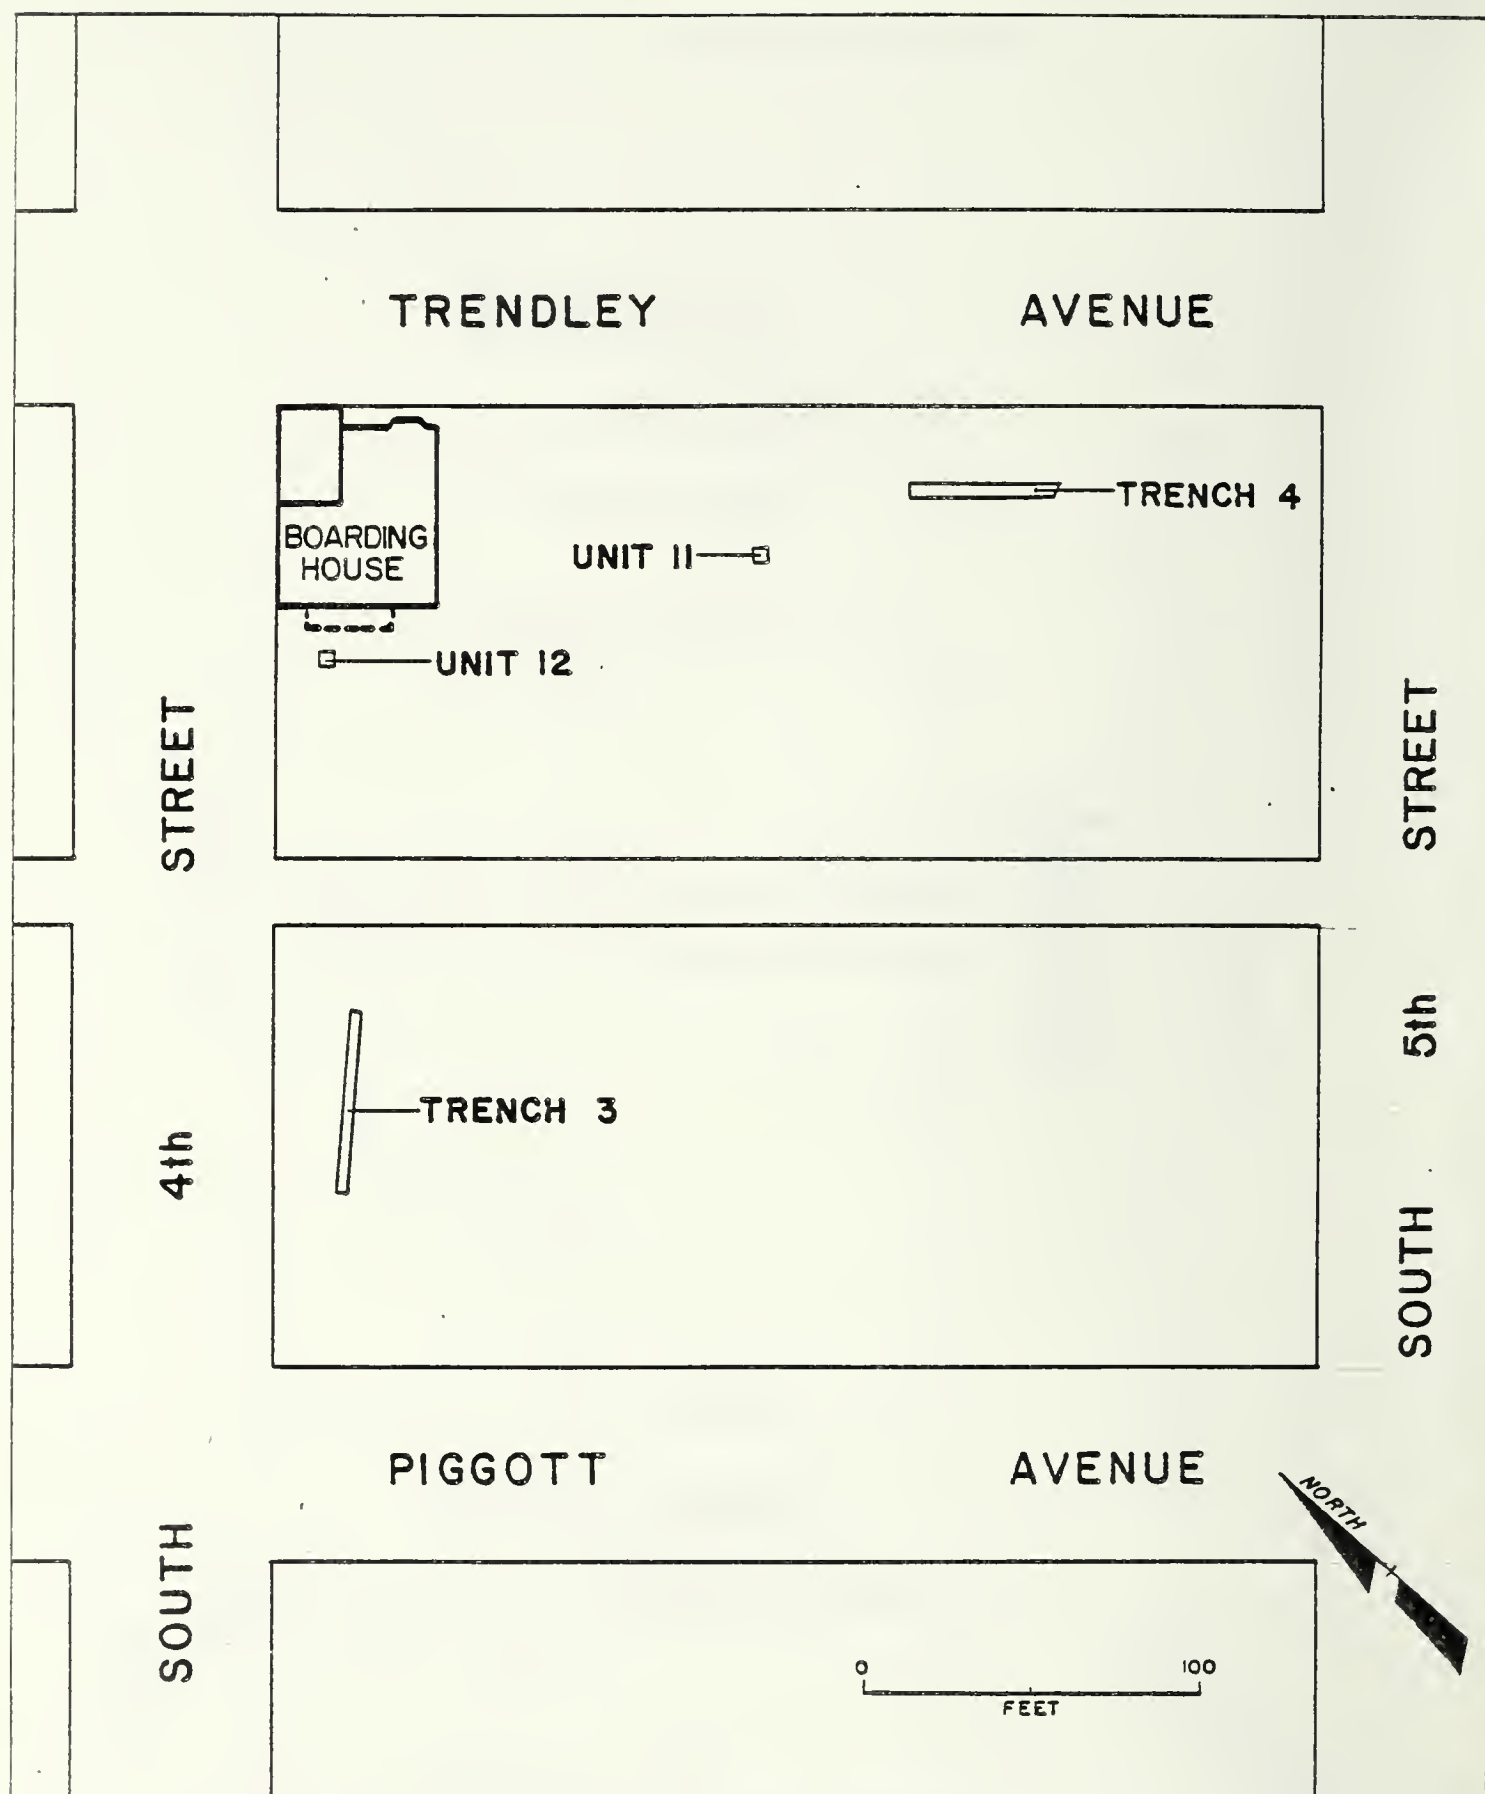 TRENDLEY AVENUE
TRENCH 4
BOARDING
HOUSE
UNIT 11
UNIT 12
SOUTH 4th STREET
SOUTH 5th STREET
TRENCH 3
PIGGOTT AVENUE
NORTH
0 100
FEET